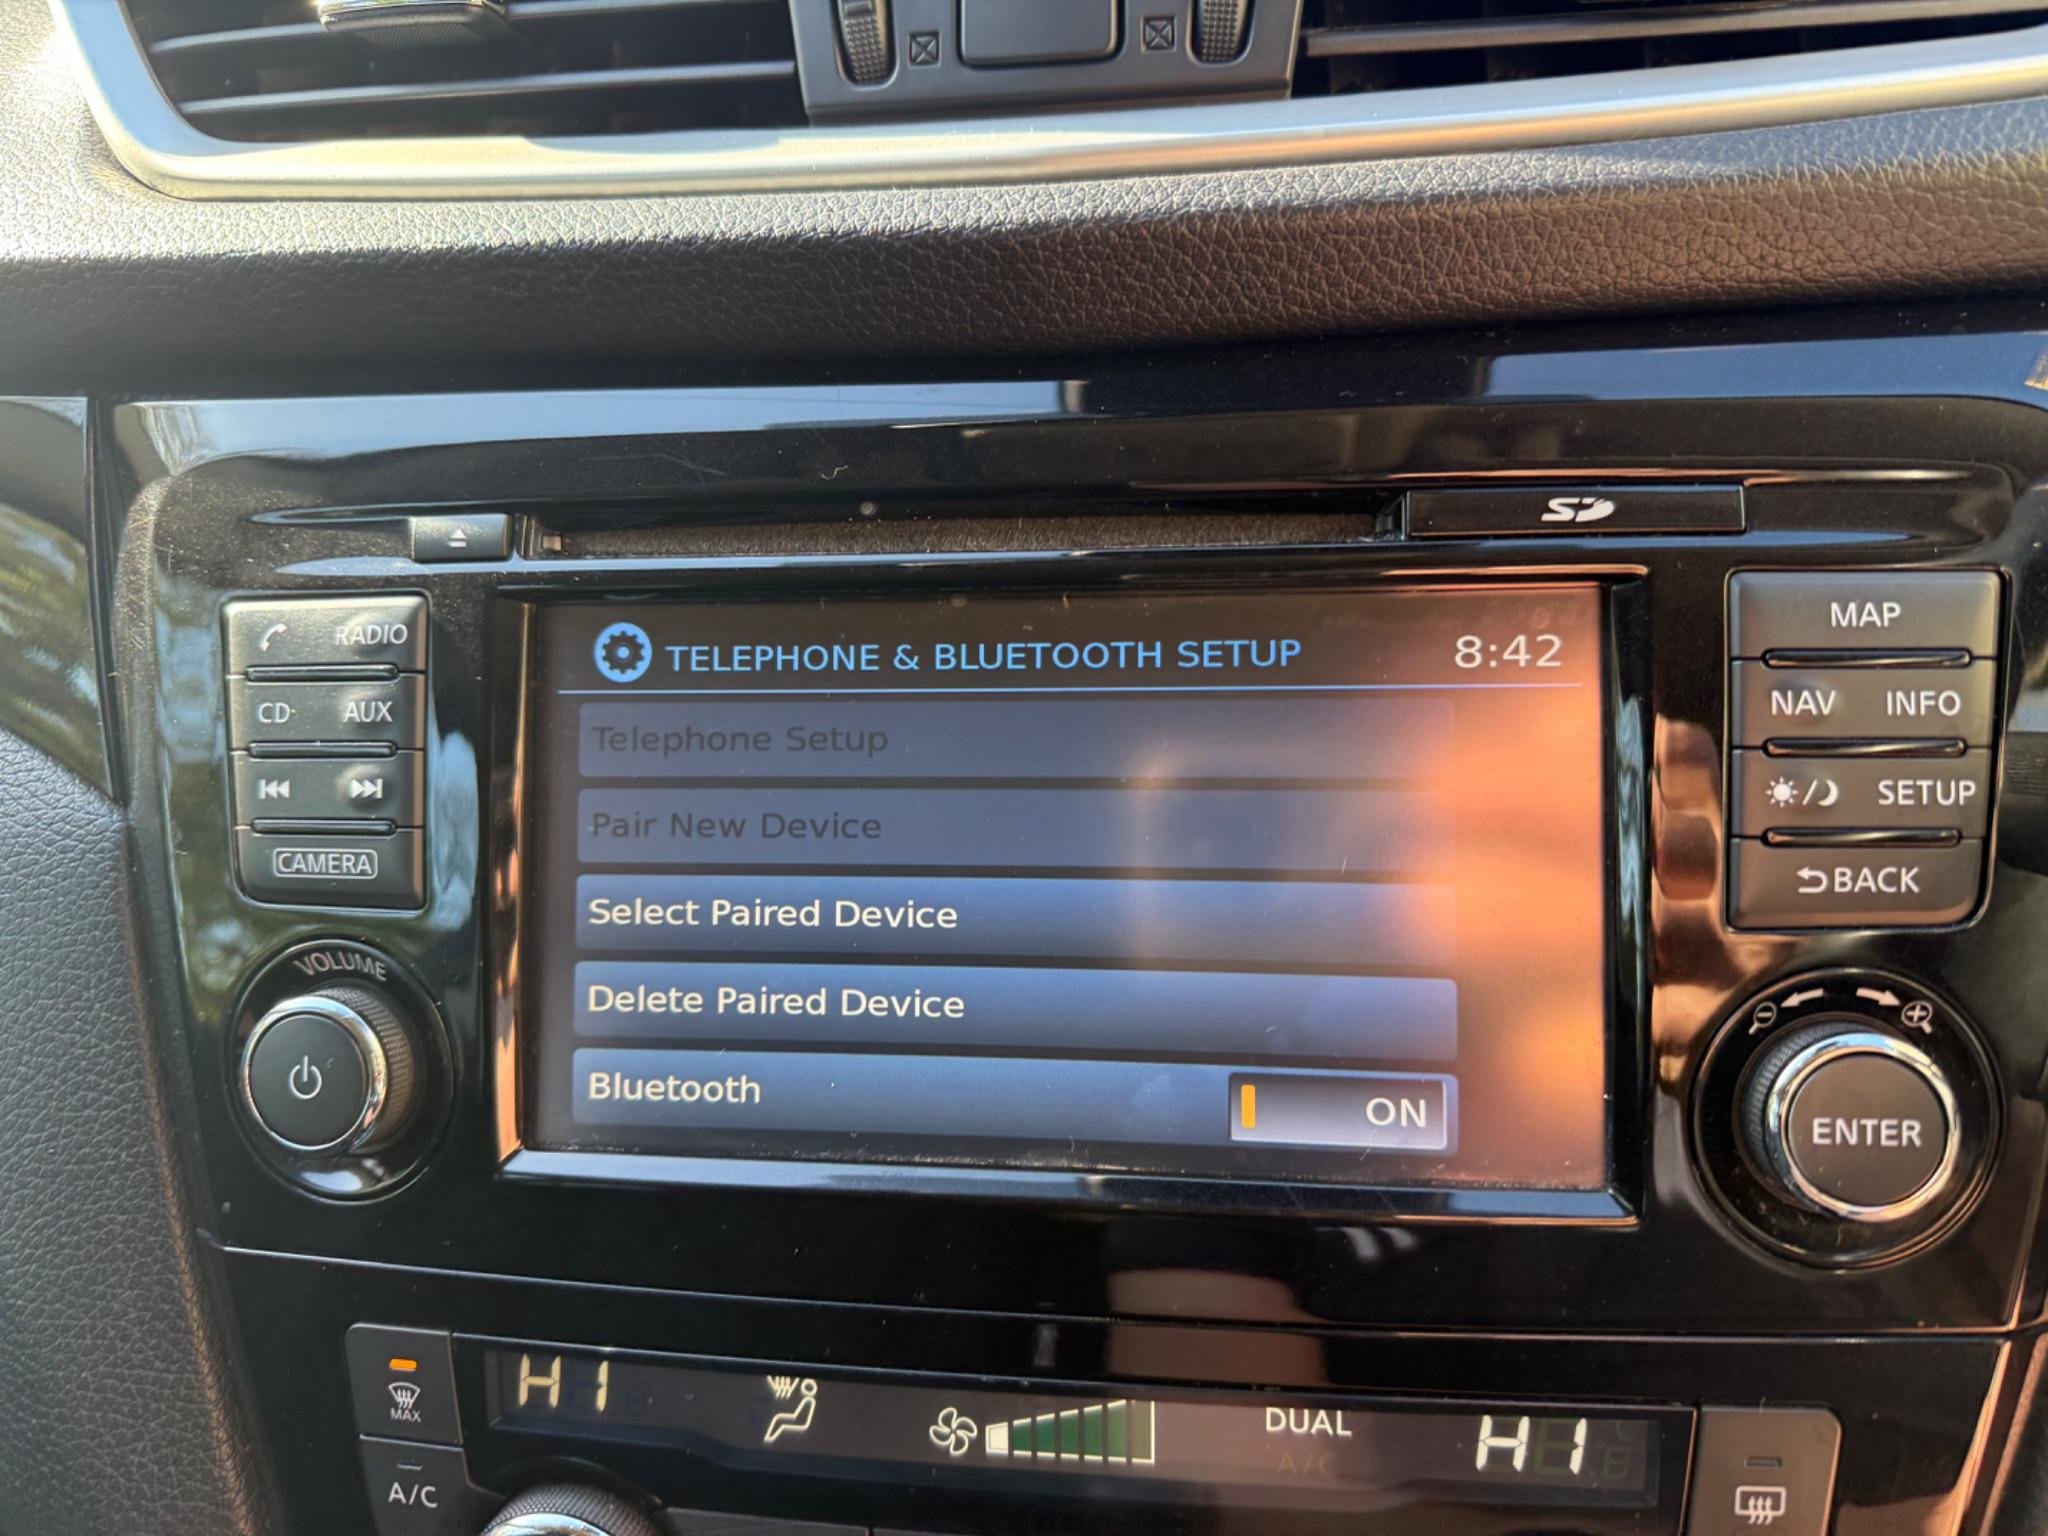 SD
RADIO
CD AUX
CAMERA
VOLUME
TELEPHONE & BLUETOOTH SETUP 8:42
Telephone Setup
Pair New Device
Select Paired Device
Delete Paired Device
Bluetooth ON
MAP
NAV INFO
SETUP
BACK
ENTER
MAX
A/C
HI
DUAL
A/C
HI